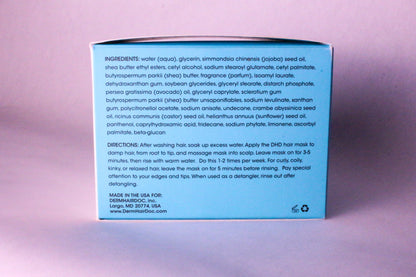 INGREDIENTS: water (aqua), glycerin, simmondsia chinensis (jojoba) seed oil,
shea butter ethyl esters, cetyl alcohol, sodium stearoyl glutamate, cetyl palmitate,
butyrospermum parkii (shea) butter, fragrance (parfum), isoamyl laurate,
dehydroxanthan gum, soybean glycerides, glyceryl stearate, distarch phosphate,
persea gratissima (avocado) oil, glyceryl caprylate, sclerotium gum
butyrospermum parkii (shea) butter unsaponifiables, sodium levulinate, xanthan
gum, polycitronellol acetate, sodium anisate, undecane, crambe abyssinica seed
oil, ricinus communis (castor) seed oil, helianthus annuus (sunflower) seed oil,
panthenol, caprylhydroxamic acid, tridecane, sodium phytate, limonene, ascorbyl
palmitate, beta-glucan.
DIRECTIONS: After washing hair, soak up excess water. Apply the DHD hair mask to
damp hair, from root to tip, and massage mask into scalp. Leave mask on for 3-5
minutes, then rise with warm water. Do this 1-2 times per week. For curly, coily,
kinky, or relaxed hair, leave the mask on for 5 minutes before rinsing. Pay special
attention to your edges and tips. When used as a detangler, rinse out after
detangling.
MADE IN THE USA FOR:
DERMHAIRDOC, Inc.
Largo, MD 20774, USA
www.DermHairDoc.com